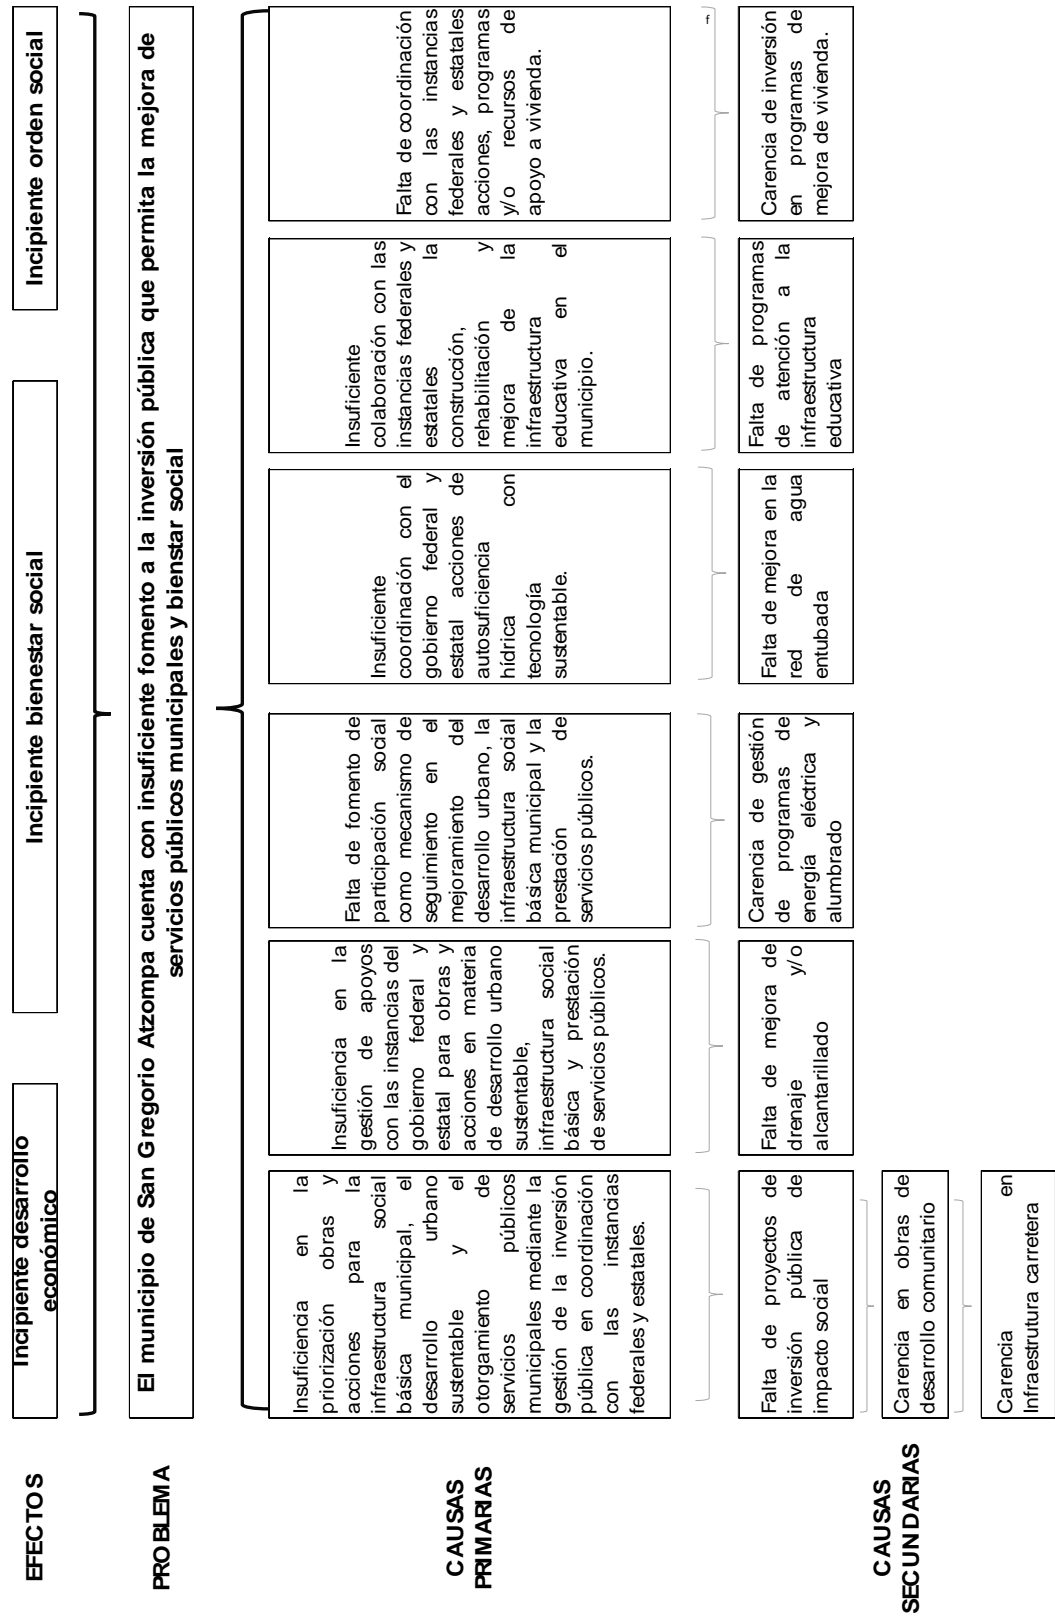 EFECTOS
Incipiente desarrollo
económico
Incipiente bienestar social
Incipiente orden social
PROBLEMA
El municipio de San Gregorio Atzompa cuenta con insuficiente fomento a la inversión pública que permita la mejora de
servicios públicos municipales y bienstar social
CAUSAS
PRIMARIAS
Insuficiencia en la
priorización obras y
acciones para la
infraestructura social
básica municipal, el
desarrollo urbano
sustentable y el
otorgamiento de
servicios públicos
municipales mediante la
gestión de la inversión
pública en coordinación
con las instancias
federales y estatales.
Insuficiencia en la
gestión de apoyos
con las instancias del
gobierno federal y
estatal para obras y
acciones en materia
de desarrollo urbano
sustentable,
infraestructura social
básica y prestación
de servicios públicos.
Falta de fomento de
participación social
como mecanismo de
seguimiento en el
mejoramiento del
desarrollo urbano, la
infraestructura social
básica municipal y la
prestación de
servicios públicos.
Insuficiente
coordinación con el
gobierno federal y
estatal acciones de
autosuficiencia
hídrica con
tecnología
sustentable.
Insuficiente
colaboración con las
instancias federales y
estatales la
construcción,
rehabilitación y
mejora de la
infraestructura
educativa en el
municipio.
Falta de coordinación
con las instancias
federales y estatales
acciones, programas
y/o recursos de
apoyo a vivienda.
f
CAUSAS
SECUNDARIAS
Falta de proyectos de
inversión pública de
impacto social
Falta de mejora de
drenaje y/o
alcantarillado
Carencia de gestión
de programas de
energía eléctrica y
alumbrado
Falta de mejora en la
red de agua
entubada
Falta de programas
de atención a la
infraestructura
educativa
Carencia de inversión
en programas de
mejora de vivienda.
Carencia en obras de
desarrollo comunitario
Carencia en
Infraestrutura carretera